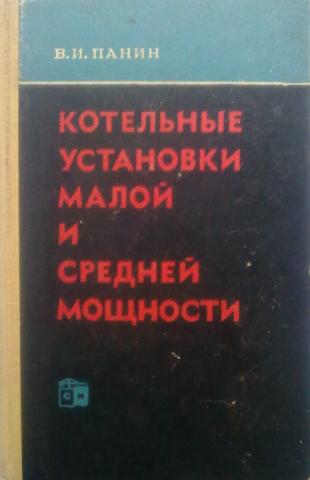 В. И. ПАНИН
КОТЕЛЬНЫЕ
УСТАНОВКИ
МАЛОЙ
И
СРЕДНЕЙ
МОЩНОСТИ
С И